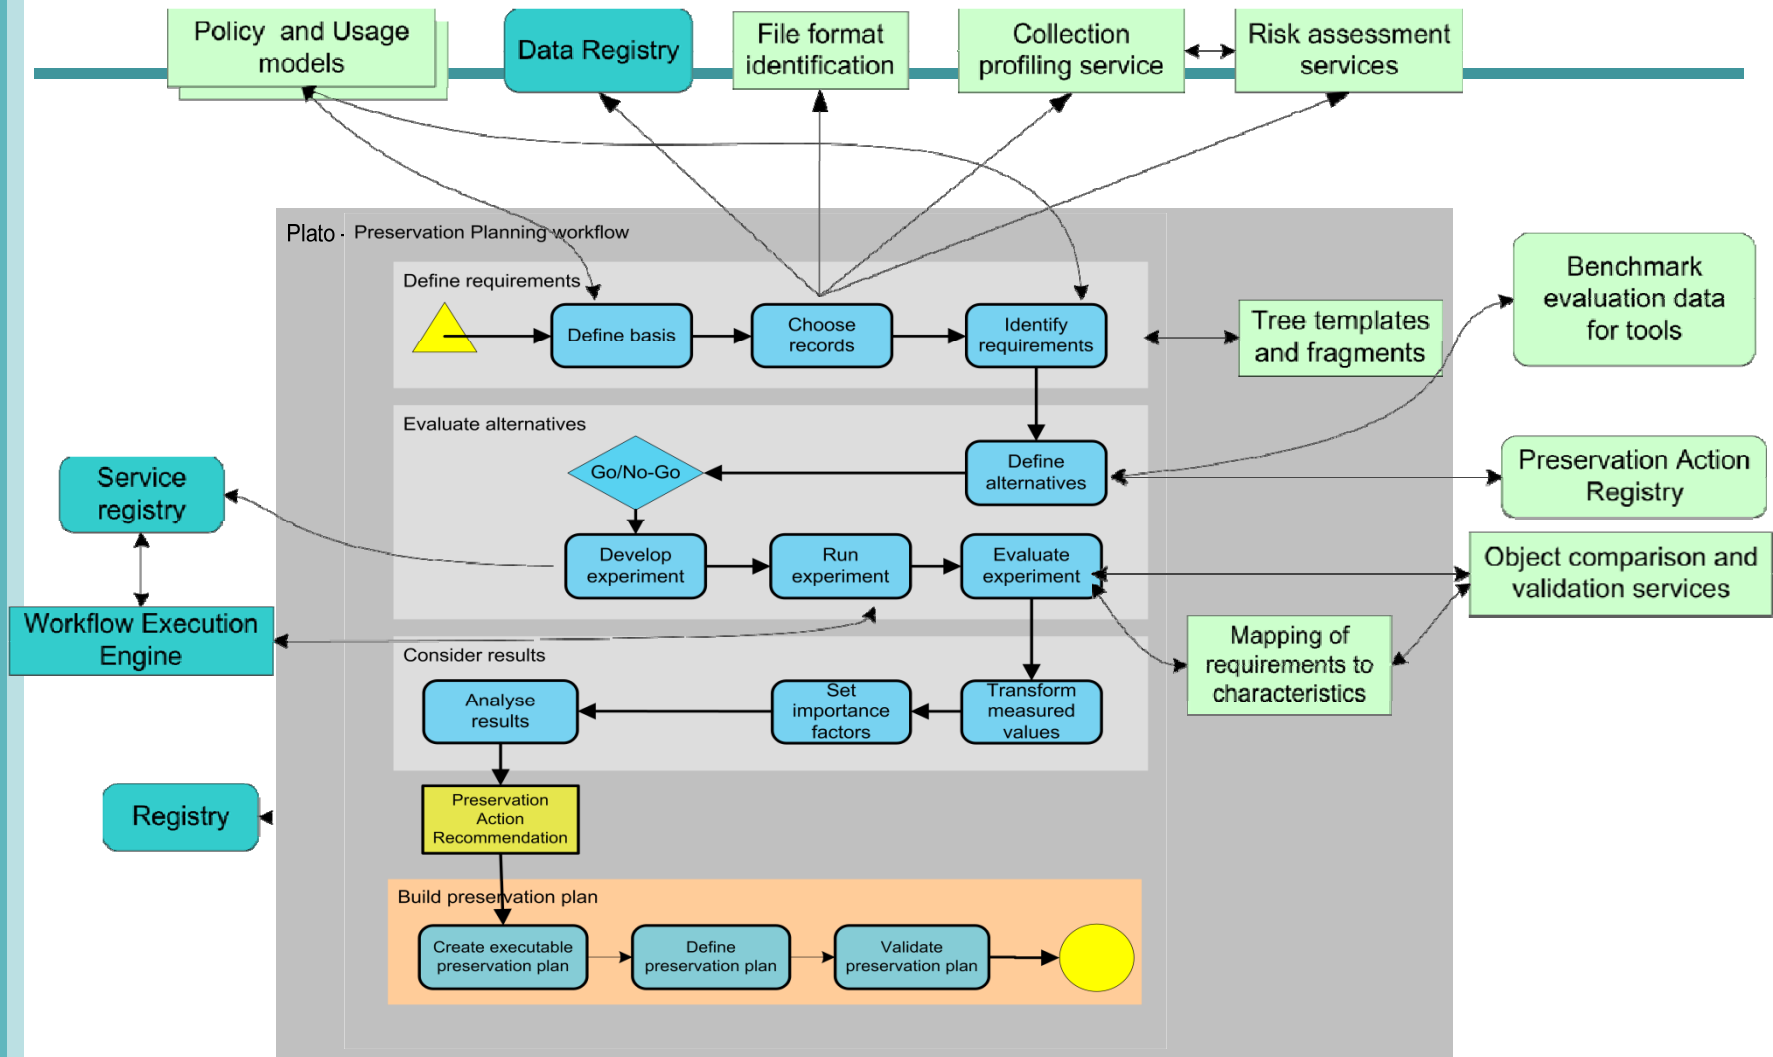 Policy and Usage
models
Data Registry
File format
identification
Collection
profiling service
Risk assessment
services
Plato - Preservation Planning workflow
Define requirements
Define basis
Choose
records
Identify
requirements
Tree templates
and fragments
Benchmark
evaluation data
for tools
Evaluate alternatives
Go/No-Go
Define
alternatives
Preservation Action
Registry
Service
registry
Develop
experiment
Run
experiment
Evaluate
experiment
Object comparison and
validation services
Workflow Execution
Engine
Mapping of
requirements to
characteristics
Consider results
Analyse
results
Set
importance
factors
Transform
measured
values
Registry
Preservation
Action
Recommendation
Build preservation plan
Create executable
preservation plan
Define
preservation plan
Validate
preservation plan